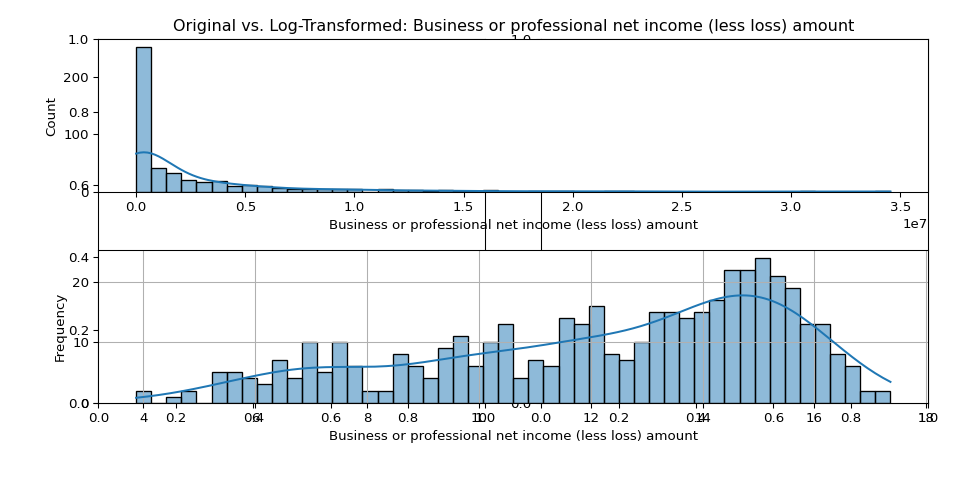 Original vs. Log-Transformed: Business or professional net income (less loss) amount
1.0
1.0
200
Count
0.8
100
0.6
0
0.0 0.5 1.0 1.5 2.0 2.5 3.0 3.5
Business or professional net income (less loss) amount
1e7
0.4
20
Frequency
0.2
10
0.0
0.0
0.0 4 0.2 0.4 6 0.6 8 0.8 10 1.0 0.0 12 0.2 0.4 14 0.6 16 0.8 18 1.0
Business or professional net income (less loss) amount